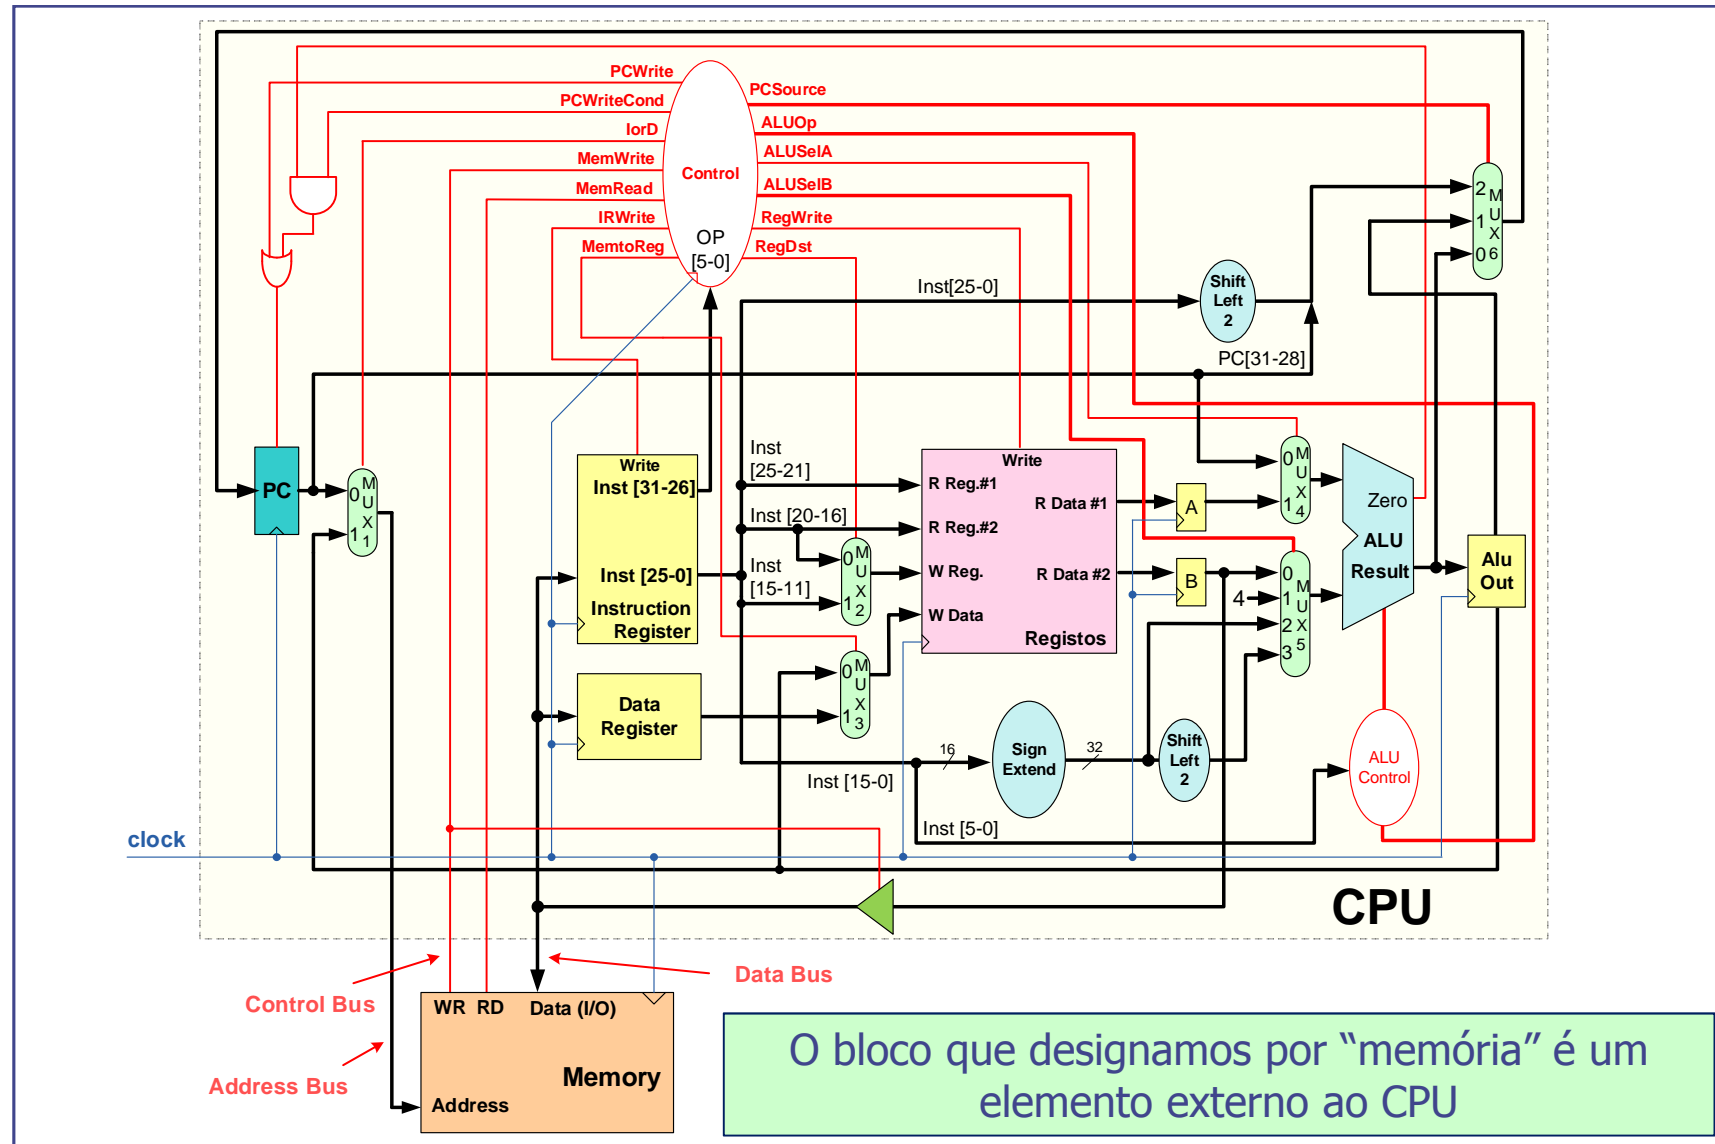 PCWrite
PCWriteCond
IorD
MemWrite
MemRead
IRWrite
MemtoReg
Control
OP
[5-0]
PCSource
ALUOp
ALUSelA
ALUSelB
RegWrite
RegDst
2
1
0
M
U
X
6
Inst[25-0]
Shift
Left
2
PC[31-28]
PC
0
1
M
U
X
1
Write
Inst [31-26]
Inst [25-0]
Instruction
Register
Inst
[25-21]
Inst [20-16]
Inst
[15-11]
0
1
M
U
X
2
Write
R Reg.#1
R Data #1
R Reg.#2
W Reg.
R Data #2
W Data
Registos
A
B
0
1
M
U
X
4
4
0
1
2
3
M
U
X
5
Zero
ALU
Result
Alu
Out
Data
Register
0
1
M
U
X
3
Inst [15-0]
16
Sign
Extend
32
Shift
Left
2
ALU
Control
Inst [5-0]
clock
CPU
Control Bus
Data Bus
Address Bus
WR RD Data (I/O)
Memory
Address
O bloco que designamos por “memória” é um
elemento externo ao CPU